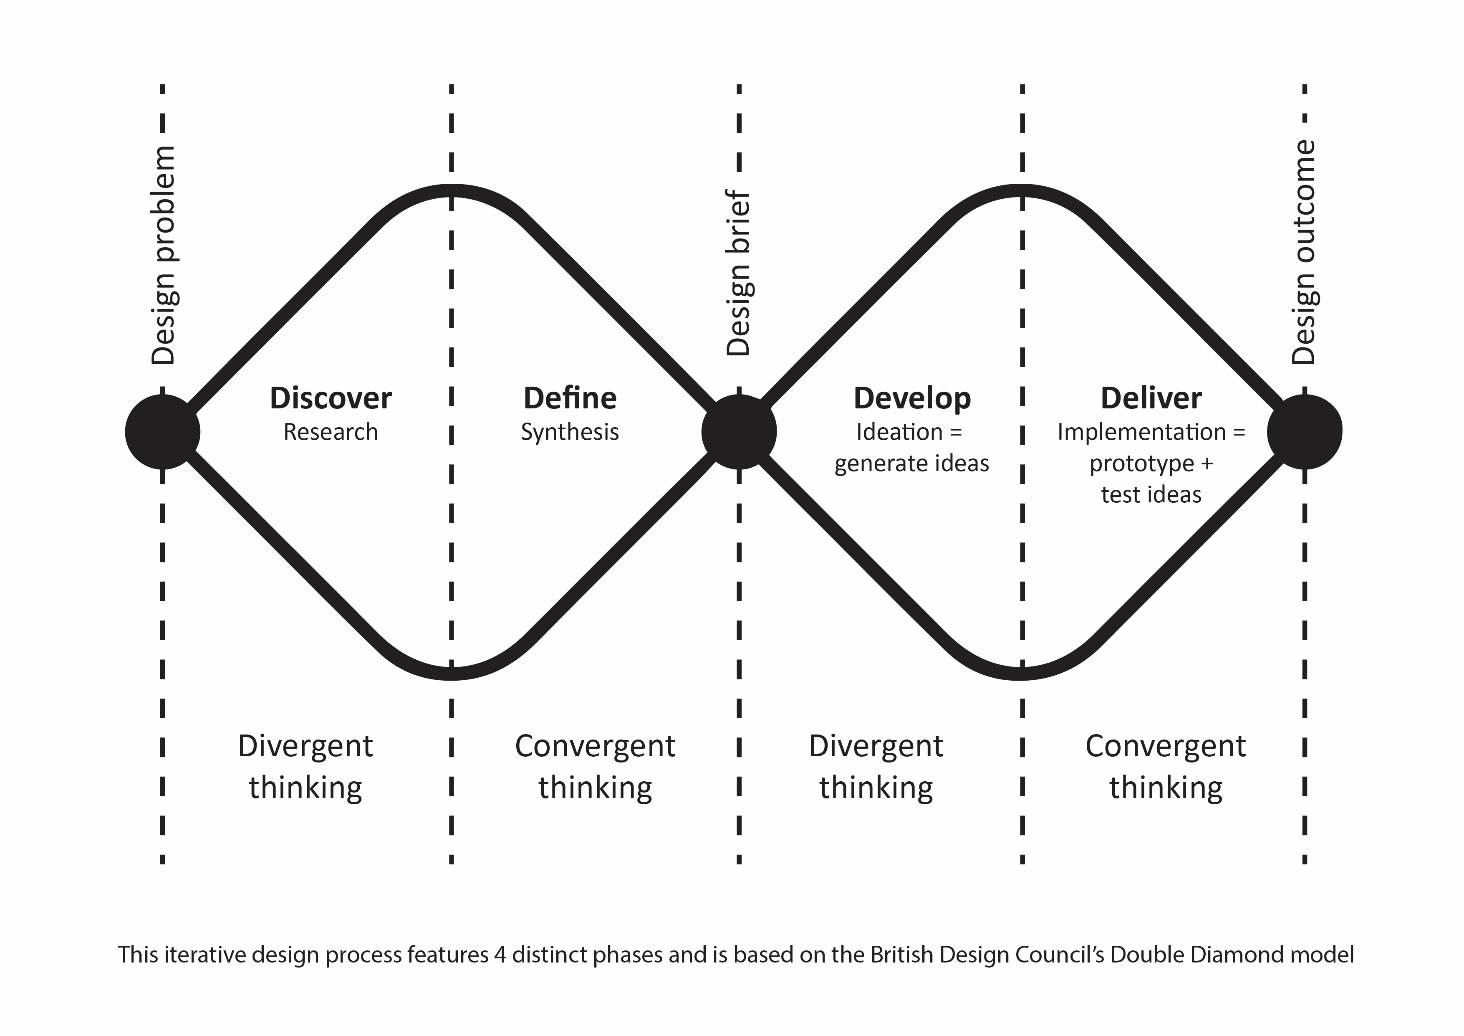 Design problem
Design brief
Design outcome
Discover
Research
Define
Synthesis
Develop
Ideation =
generate ideas
Deliver
Implementation =
prototype +
test ideas
Divergent
thinking
Convergent
thinking
Divergent
thinking
Convergent
thinking
This iterative design process features 4 distinct phases and is based on the British Design Council’s Double Diamond model